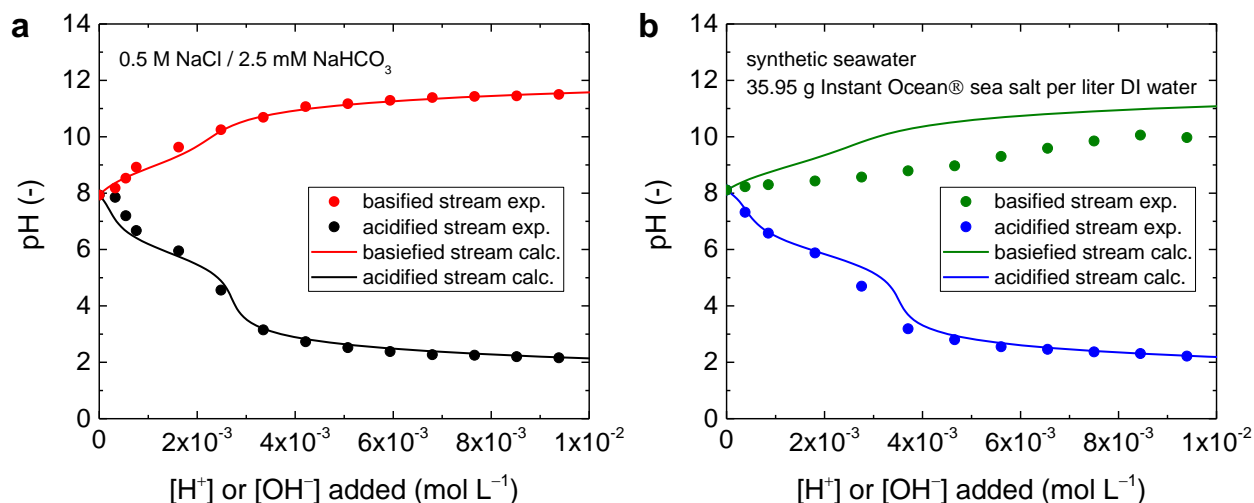 a
0.5 M NaCl / 2.5 mM NaHCO₃
14
12
10
8
6
4
2
0
pH (-)
basified stream exp.
acidified stream exp.
basiefied stream calc.
acidified stream calc.
0
2x10⁻³
4x10⁻³
6x10⁻³
8x10⁻³
1x10⁻²
[H⁺] or [OH⁻] added (mol L⁻¹)
b
synthetic seawater
35.95 g Instant Ocean® sea salt per liter DI water
14
12
10
8
6
4
2
0
pH (-)
basified stream exp.
acidified stream exp.
basiefied stream calc.
acidified stream calc.
0
2x10⁻³
4x10⁻³
6x10⁻³
8x10⁻³
1x10⁻²
[H⁺] or [OH⁻] added (mol L⁻¹)